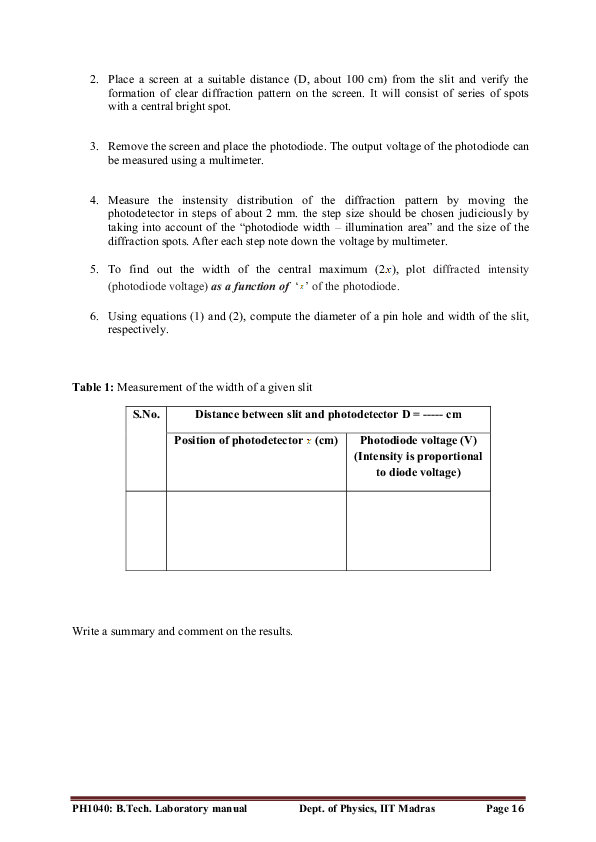 2. Place a screen at a suitable distance (D, about 100 cm) from the slit and verify the
formation of clear diffraction pattern on the screen. It will consist of series of spots
with a central bright spot.
3. Remove the screen and place the photodiode. The output voltage of the photodiode can
be measured using a multimeter.
4. Measure the instensity distribution of the diffraction pattern by moving the
photodetector in steps of about 2 mm. the step size should be chosen judiciously by
taking into account of the “photodiode width – illumination area” and the size of the
diffraction spots. After each step note down the voltage by multimeter.
5. To find out the width of the central maximum (2x), plot diffracted intensity
(photodiode voltage) as a function of ‘x’ of the photodiode.
6. Using equations (1) and (2), compute the diameter of a pin hole and width of the slit,
respectively.
Table 1: Measurement of the width of a given slit
S.No. Distance between slit and photodetector D = ----- cm
Position of photodetector x (cm) Photodiode voltage (V)
(Intensity is proportional
to diode voltage)
Write a summary and comment on the results.
PH1040: B.Tech. Laboratory manual Dept. of Physics, IIT Madras Page 16